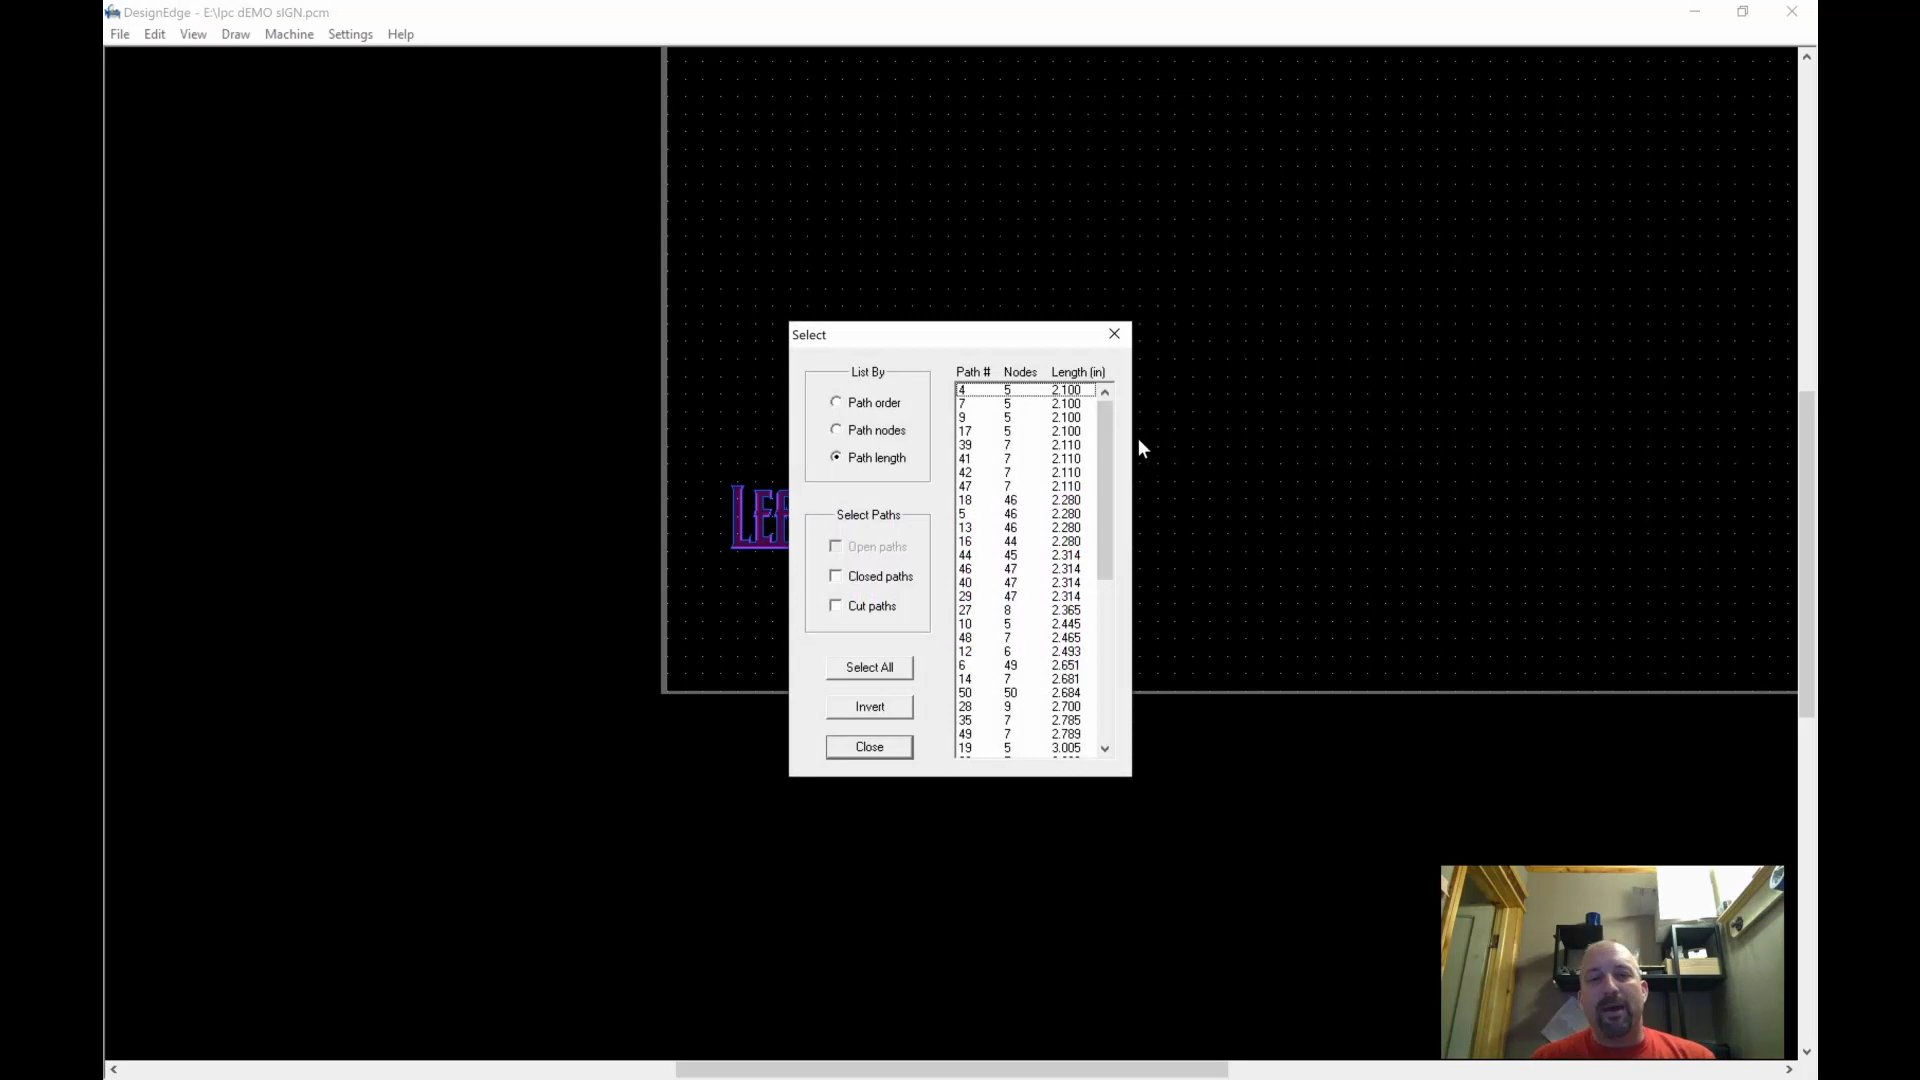 DesignEdge - E:\lpc dEMO sIGN.pcm
File Edit View Draw Machine Settings Help
Select
List By
Path order
Path nodes
Path length
Select Paths
Open paths
Closed paths
Cut paths
Select All
Invert
Close
Path # Nodes Length (in)
4 5 2.100
7 5 2.100
9 5 2.100
17 5 2.100
39 7 2.110
41 7 2.110
42 7 2.110
47 7 2.110
18 46 2.280
5 46 2.280
13 46 2.280
16 44 2.280
44 45 2.314
46 47 2.314
40 47 2.314
29 47 2.314
27 8 2.365
10 5 2.445
48 7 2.465
12 6 2.493
6 49 2.651
14 7 2.681
50 50 2.684
28 9 2.700
35 7 2.785
49 7 2.789
19 5 3.005